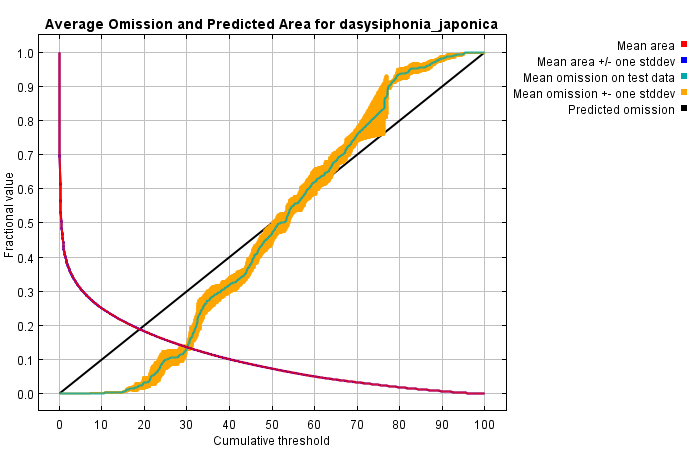 Average Omission and Predicted Area for dasysiphonia_japonica
Mean area
Mean area +/- one stddev
Mean omission on test data
Mean omission +- one stddev
Predicted omission
Fractional value
1.0
0.9
0.8
0.7
0.6
0.5
0.4
0.3
0.2
0.1
0.0
0 10 20 30 40 50 60 70 80 90 100
Cumulative threshold